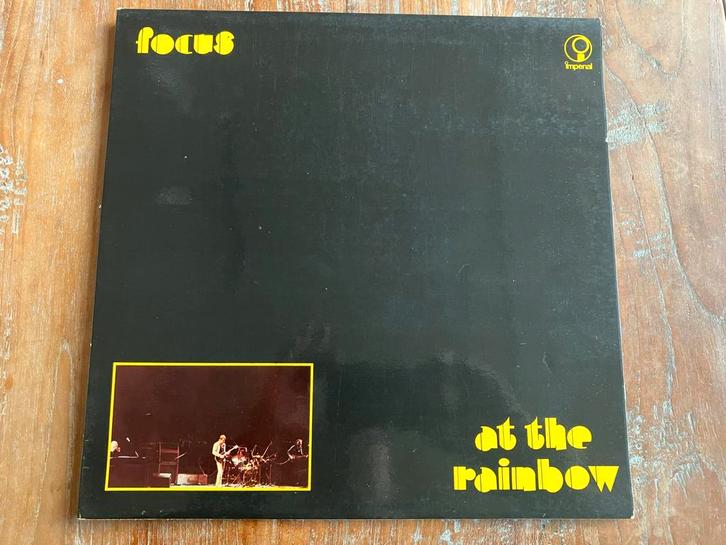 focus
imperial
at the
rainbow